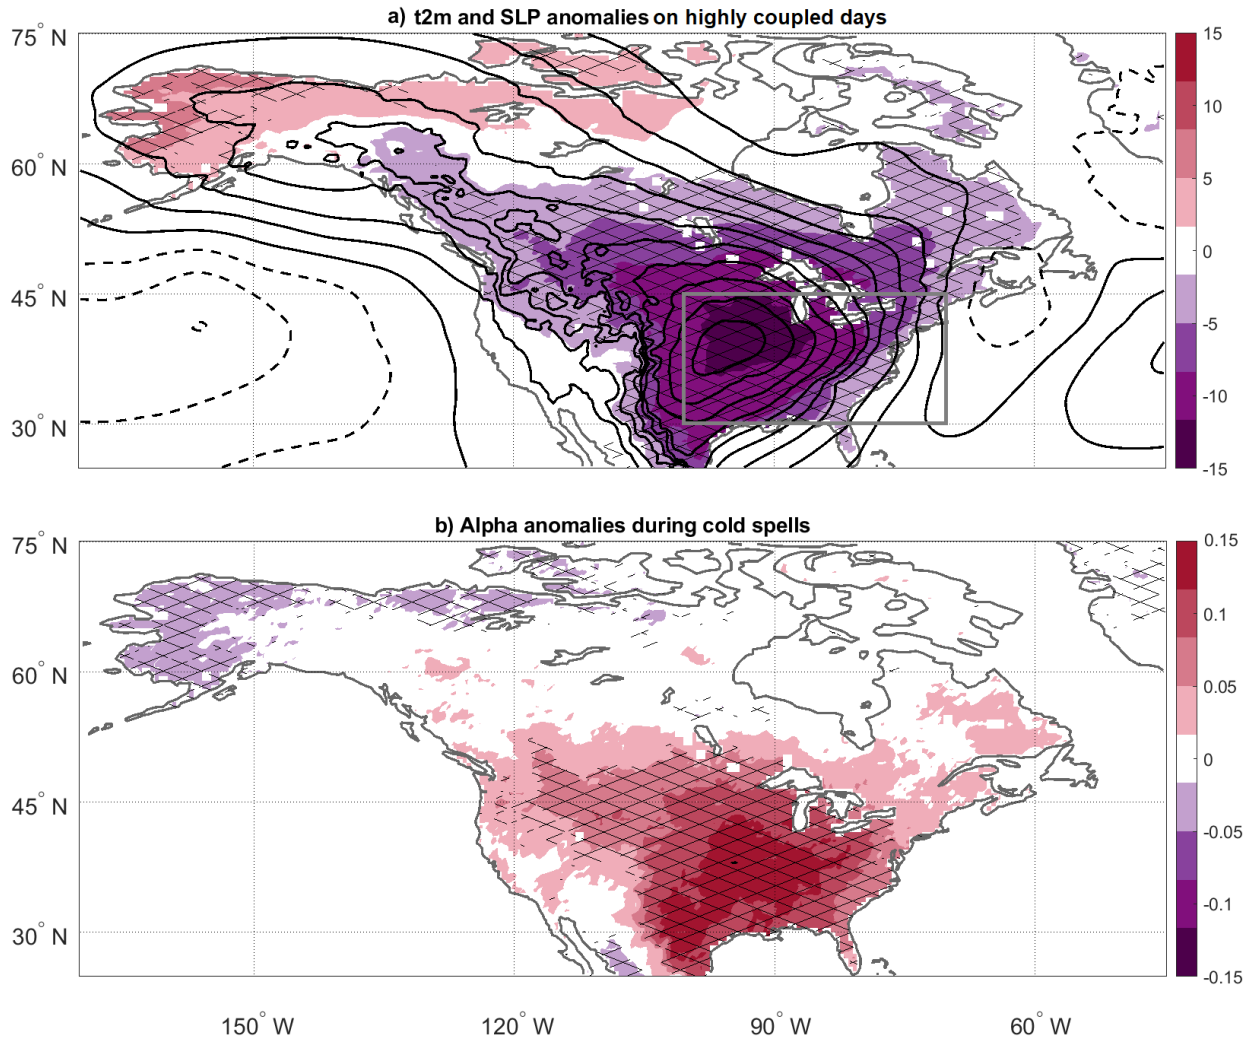 a) t2m and SLP anomalies on highly coupled days
75° N
60° N
45° N
30° N
15
10
5
0
-5
-10
-15
b) Alpha anomalies during cold spells
75° N
60° N
45° N
30° N
0.15
0.1
0.05
0
-0.05
-0.1
-0.15
150° W
120° W
90° W
60° W